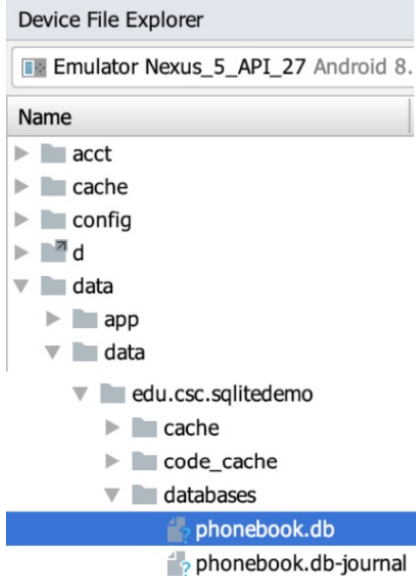 Device File Explorer
Emulator Nexus_5_API_27 Android 8.
Name
acct
cache
config
d
data
app
data
edu.csc.sqlitedemo
cache
code_cache
databases
phonebook.db
phonebook.db-journal